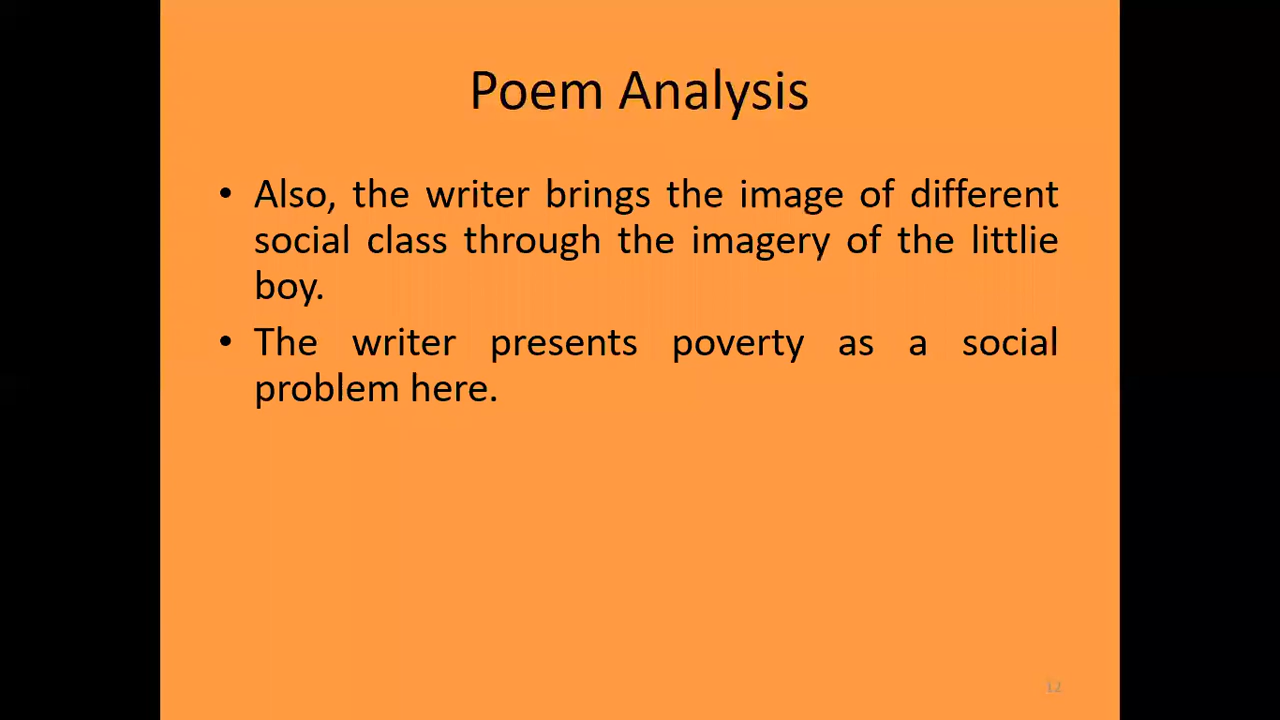 Poem Analysis
• Also, the writer brings the image of different
social class through the imagery of the littlie
boy.
• The writer presents poverty as a social
problem here.
12